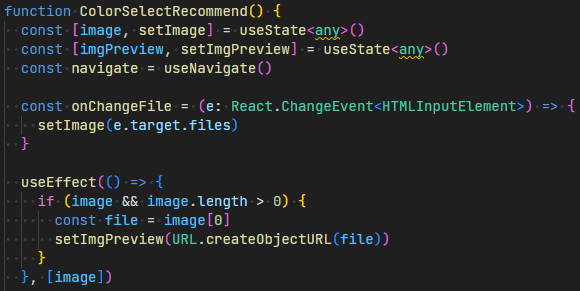 function ColorSelectRecommend() {
  const [image, setImage] = useState<any>()
  const [imgPreview, setImgPreview] = useState<any>()
  const navigate = useNavigate()

  const onChangeFile = (e: React.ChangeEvent<HTMLInputElement>) => {
    setImage(e.target.files)
  }

  useEffect(() => {
    if (image && image.length > 0) {
      const file = image[0]
      setImgPreview(URL.createObjectURL(file))
    }
  }, [image])